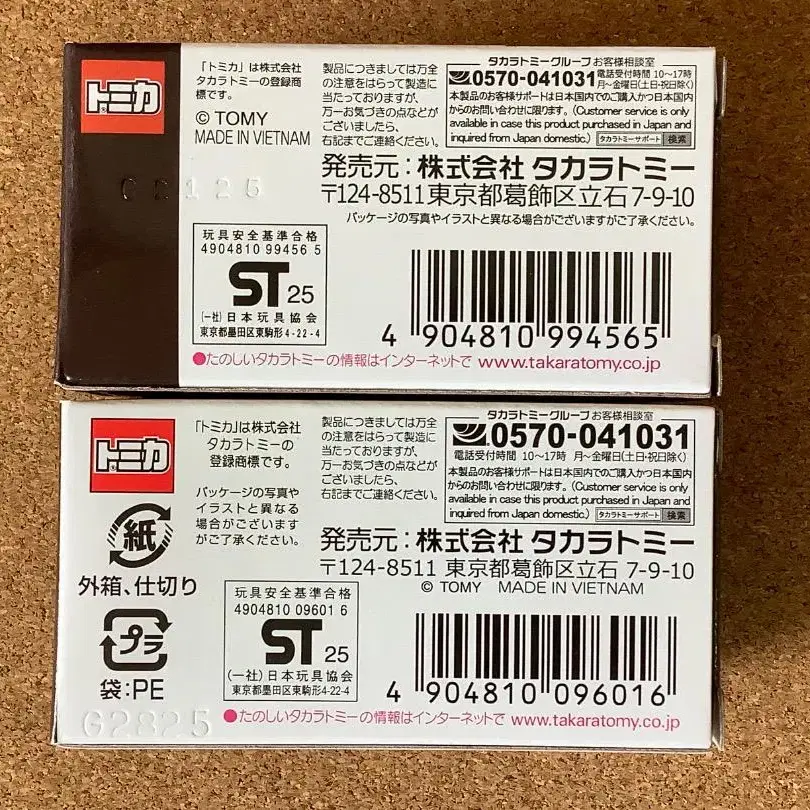 トミカ
「トミカ」は株式会社
タカラトミーの登録商
標です。
© TOMY
MADE IN VIETNAM
製品につきましては万全
の注意をはらって製造に
当たっておりますが、
万一お気づきの点などが
ございましたら、
右記までご連絡ください。
タカラトミーグループ お客様相談室
0570-041031 電話受付時間 10〜17時
月〜金曜日(土・日・祝日除く)
本製品のお客様サポートは日本国内でのご購入かつ日本国内
からのお問い合わせに限ります。(Customer service is only
available in case this product purchased in Japan and
inquired from Japan domestic.) タカラトミーサポート 検索
発売元：株式会社 タカラトミー
〒124-8511 東京都葛飾区立石 7-9-10
パッケージの写真やイラストと異なる場合がございますがご了承ください。
玩具安全基準合格
4904810 99456 5
ST 25
(一社)日本玩具協会
東京都墨田区東駒形4-22-4
4 904810 994565
●たのしいタカラトミーの情報はインターネットで www.takaratomy.co.jp
トミカ
「トミカ」は株式会社
タカラトミーの
登録商標です。
パッケージの写真や
イラストと異なる
場合がございます
がご了承ください。
紙
外箱、仕切り
プラ
袋：PE
G2825
製品につきましては万全
の注意をはらって製造に
当たっておりますが、
万一お気づきの点などが
ございましたら、
右記までご連絡ください。
タカラトミーグループ お客様相談室
0570-041031
電話受付時間 10〜17時 月〜金曜日(土・日・祝日除く)
本製品のお客様サポートは日本国内でのご購入かつ日本国内
からのお問い合わせに限ります。(Customer service is only
available in case this product purchased in Japan and
inquired from Japan domestic.) タカラトミーサポート 検索
発売元：株式会社 タカラトミー
〒124-8511 東京都葛飾区立石 7-9-10
© TOMY MADE IN VIETNAM
玩具安全基準合格
4904810 09601 6
ST 25
(一社)日本玩具協会
東京都墨田区東駒形4-22-4
4 904810 096016
●たのしいタカラトミーの情報はインターネットで www.takaratomy.co.jp